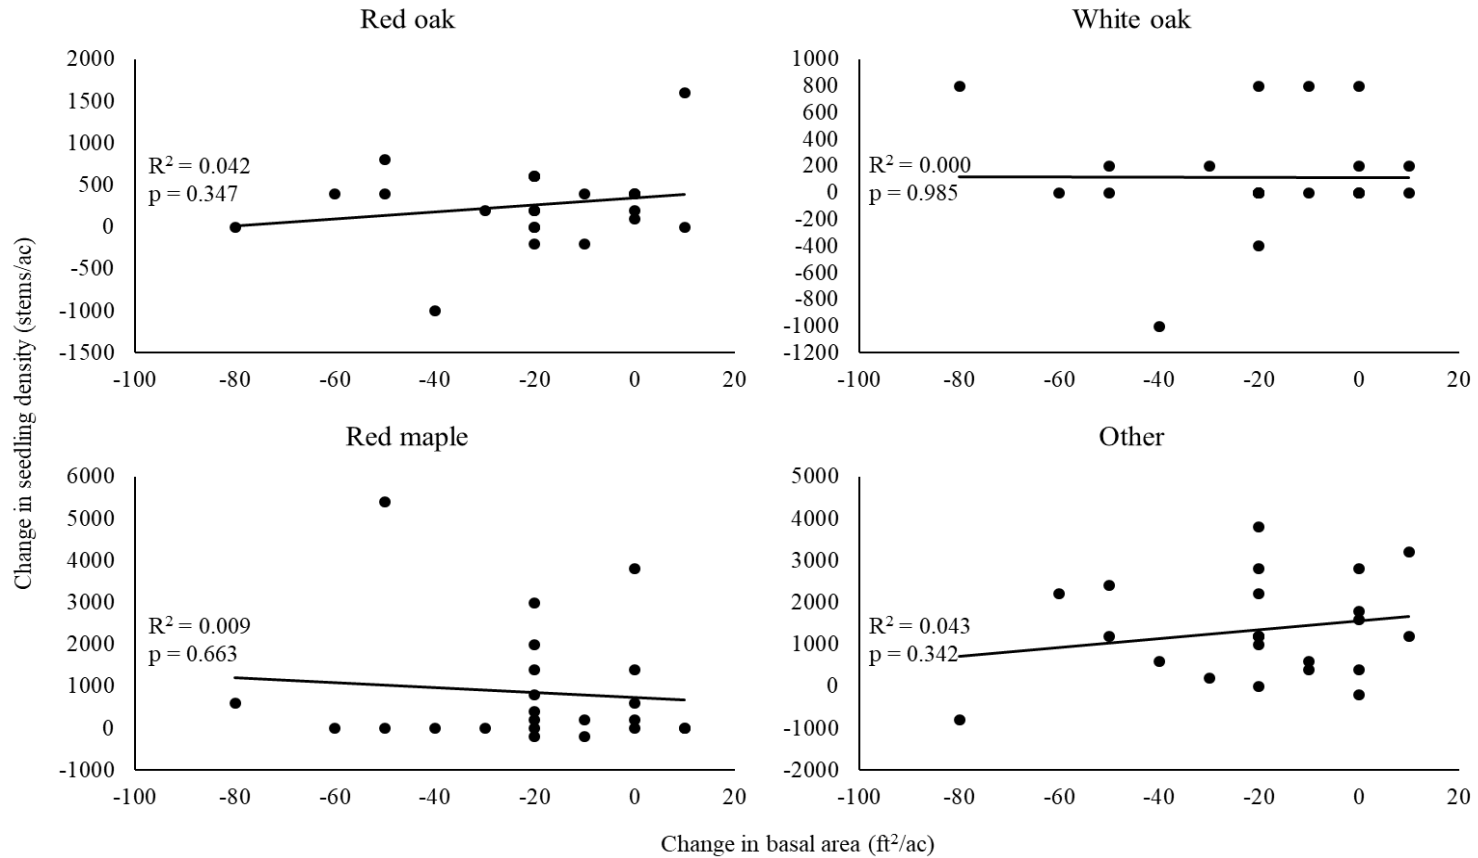 Red oak
2000
1500
1000
500
0
-500
-1000
-1500
R² = 0.042
p = 0.347
-100 -80 -60 -40 -20 0 20
White oak
1000
800
600
400
200
0
-200
-400
-600
-800
-1000
-1200
R² = 0.000
p = 0.985
-100 -80 -60 -40 -20 0 20
Change in seedling density (stems/ac)
Red maple
6000
5000
4000
3000
2000
1000
0
-1000
R² = 0.009
p = 0.663
-100 -80 -60 -40 -20 0 20
Other
5000
4000
3000
2000
1000
0
-1000
-2000
R² = 0.043
p = 0.342
-100 -80 -60 -40 -20 0 20
Change in basal area (ft²/ac)